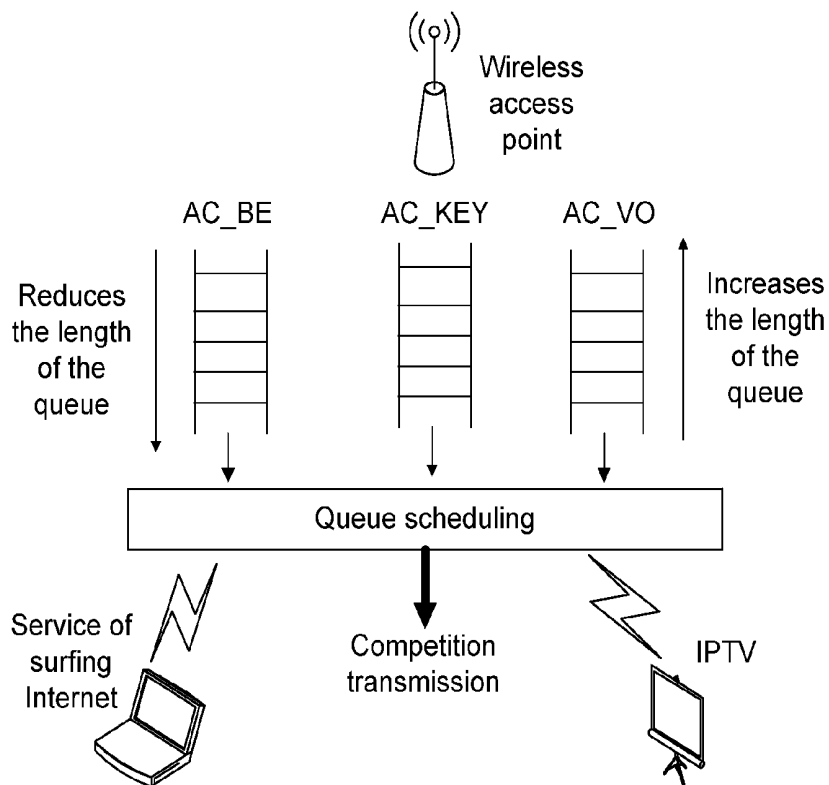 Wireless
access
point
AC_BE
AC_KEY
AC_VO
Reduces
the length
of the
queue
Increases
the length
of the
queue
Queue scheduling
Service of
surfing
Internet
Competition
transmission
IPTV